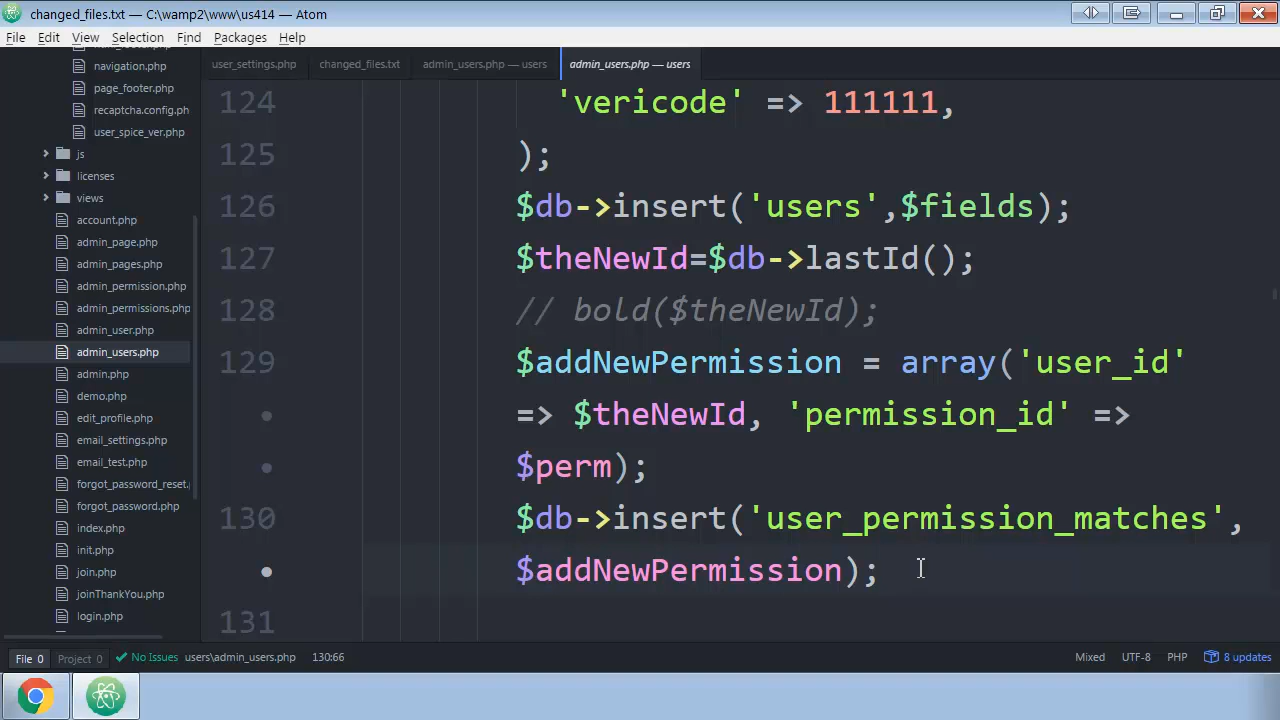 changed_files.txt — C:\wamp2\www\us414 — Atom
File Edit View Selection Find Packages Help
user_settings.php changed_files.txt admin_users.php — users admin_users.php — users
navigation.php
page_footer.php
recaptcha.config.ph
user_spice_ver.php
js
licenses
views
account.php
admin_page.php
admin_pages.php
admin_permission.php
admin_permissions.php
admin_user.php
admin_users.php
admin.php
demo.php
edit_profile.php
email_settings.php
email_test.php
forgot_password_reset.
forgot_password.php
index.php
init.php
join.php
joinThankYou.php
login.php
124 'vericode' => 111111,
125 );
126 $db->insert('users',$fields);
127 $theNewId=$db->lastId();
128 // bold($theNewId);
129 $addNewPermission = array('user_id'
=> $theNewId, 'permission_id' =>
$perm);
130 $db->insert('user_permission_matches',
$addNewPermission);
131
File 0 Project 0 No Issues users\admin_users.php 130:66 Mixed UTF-8 PHP 8 updates